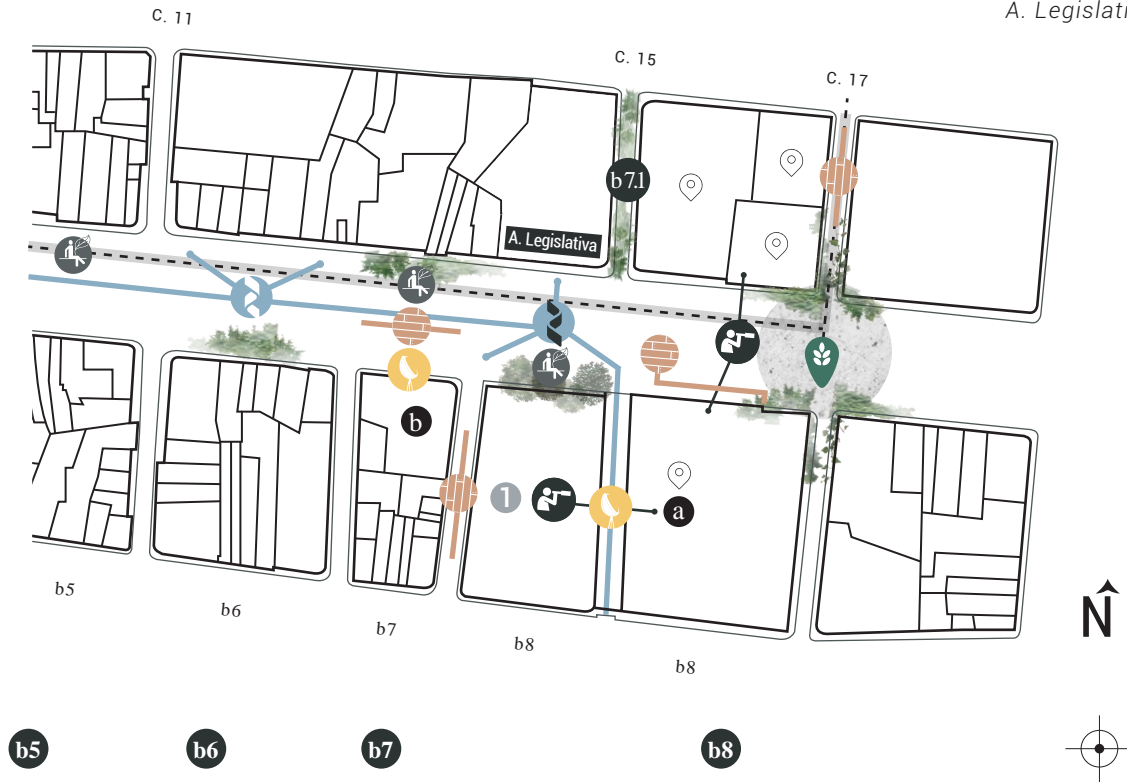 A. Legislati
C. 11
C. 15
C. 17
b7.1
A. Legislativa
b
1
a
b5
b6
b7
b8
b8
N
b5
b6
b7
b8